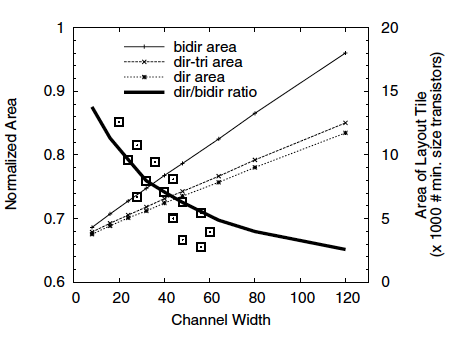 1
0.9
0.8
0.7
0.6
Normalized Area
bidir area
dir-tri area
dir area
dir/bidir ratio
20
15
10
5
0
Area of Layout Tile
(x 1000 # min. size transistors)
0 20 40 60 80 100 120
Channel Width